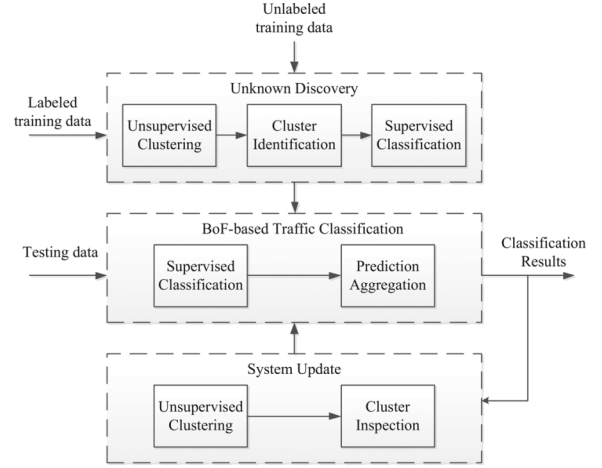 Unlabeled
training data
Unknown Discovery
Labeled
training data
Unsupervised
Clustering
Cluster
Identification
Supervised
Classification
BoF-based Traffic Classification
Testing data
Supervised
Classification
Prediction
Aggregation
Classification
Results
System Update
Unsupervised
Clustering
Cluster
Inspection